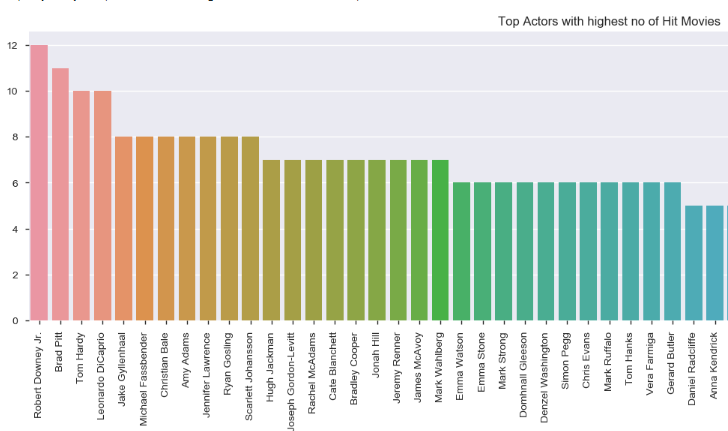 Top Actors with highest no of Hit Movies
12
10
8
6
4
2
0
Robert Downey Jr.
Brad Pitt
Tom Hardy
Leonardo DiCaprio
Jake Gyllenhaal
Michael Fassbender
Christian Bale
Amy Adams
Jennifer Lawrence
Ryan Gosling
Scarlett Johansson
Hugh Jackman
Joseph Gordon-Levitt
Rachel McAdams
Cate Blanchett
Bradley Cooper
Jonah Hill
Jeremy Renner
James McAvoy
Mark Wahlberg
Emma Watson
Emma Stone
Mark Strong
Domhnall Gleeson
Denzel Washington
Simon Pegg
Chris Evans
Mark Ruffalo
Tom Hanks
Vera Farmiga
Gerard Butler
Daniel Radcliffe
Anna Kendrick